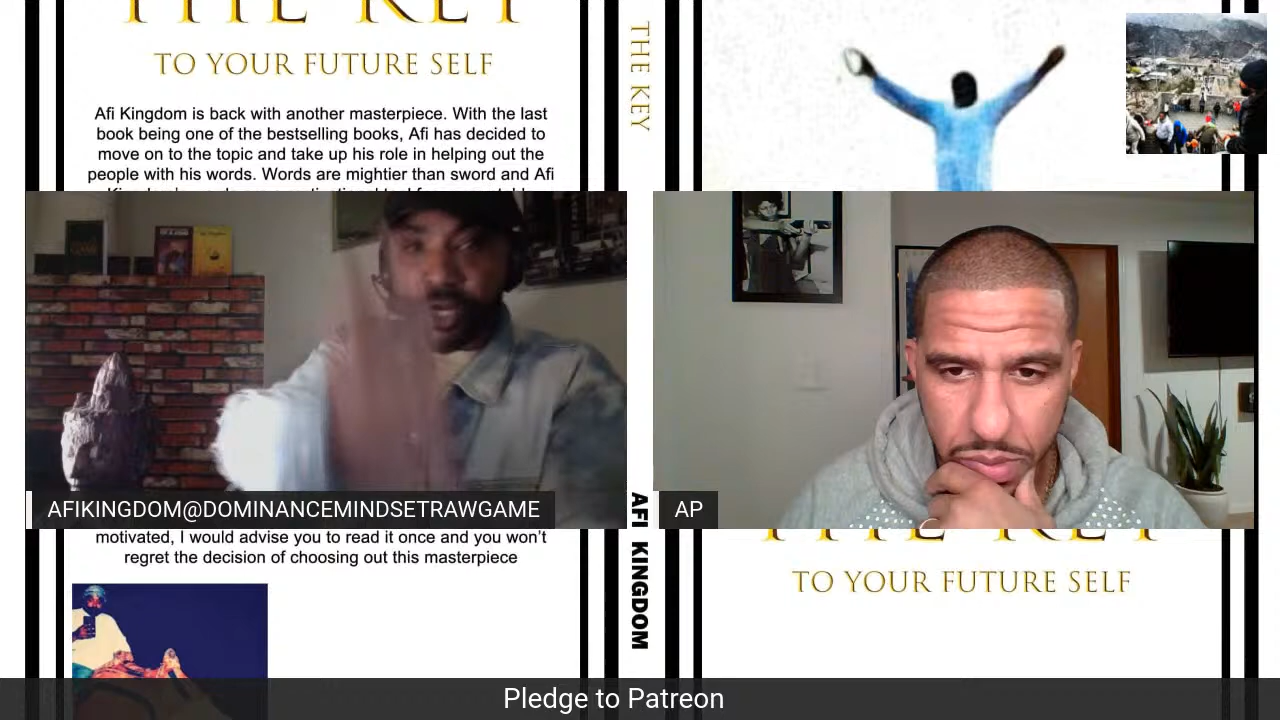 THE KEY
TO YOUR FUTURE SELF
Afi Kingdom is back with another masterpiece. With the last
book being one of the bestselling books, Afi has decided to
move on to the topic and take up his role in helping out the
people with his words. Words are mightier than sword and Afi
THE KEY
AFIKINGDOM@DOMINANCEMINDSETRAWGAME
AP
motivated, I would advise you to read it once and you won't
regret the decision of choosing out this masterpiece
AFI KINGDOM
THE KEY
TO YOUR FUTURE SELF
Pledge to Patreon